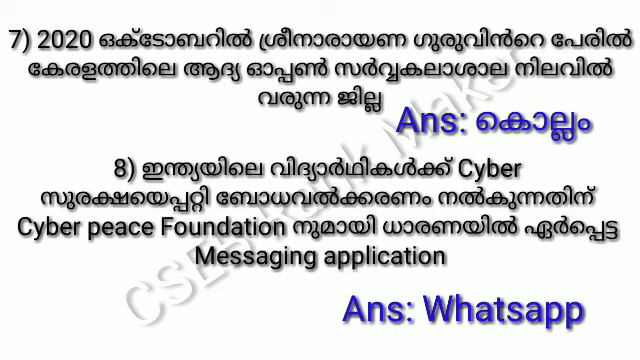 7) 2020 ഒക്ടോബറിൽ ശ്രീനാരായണ ഗുരുവിൻറെ പേരിൽ
കേരളത്തിലെ ആദ്യ ഓപ്പൺ സർവ്വകലാശാല നിലവിൽ
വരുന്ന ജില്ല
Ans: കൊല്ലം
8) ഇന്ത്യയിലെ വിദ്യാർഥികൾക്ക് Cyber
സുരക്ഷയെപ്പറ്റി ബോധവൽക്കരണം നൽകുന്നതിന്
Cyber peace Foundation നുമായി ധാരണയിൽ ഏർപ്പെട്ട
Messaging application
Ans: Whatsapp